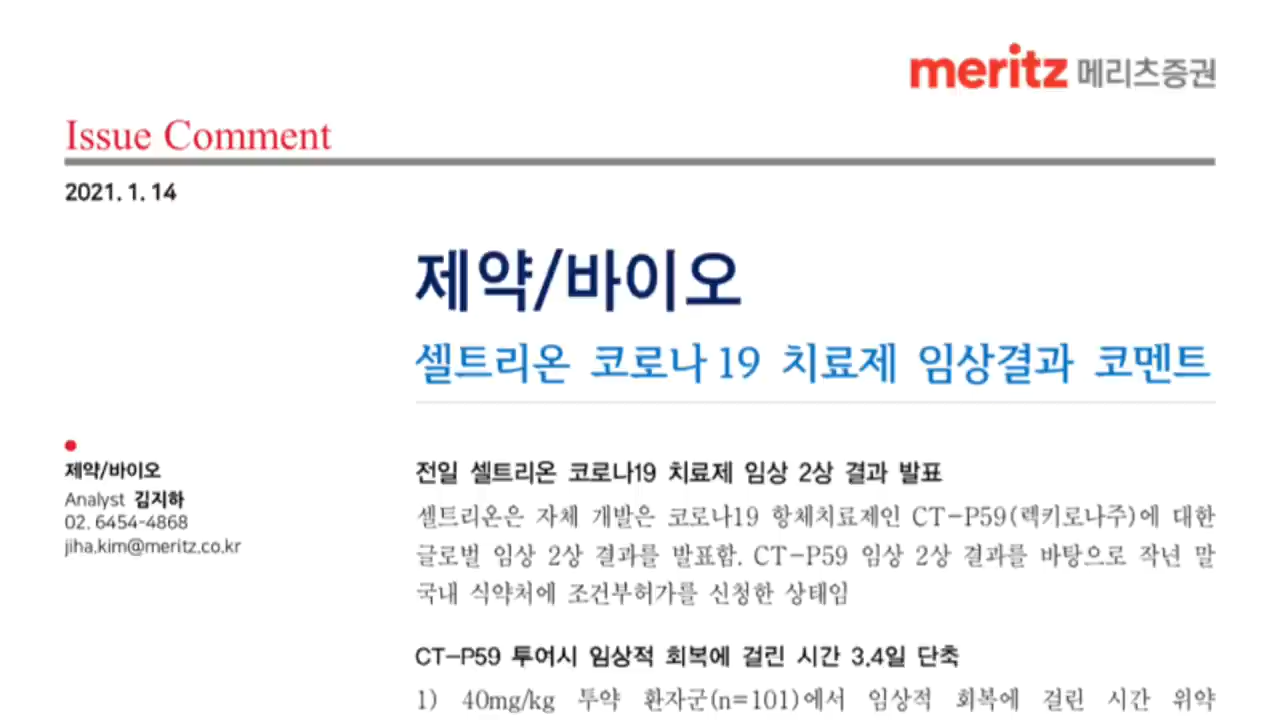 meritz 메리츠증권
Issue Comment
2021. 1. 14
제약/바이오
셀트리온 코로나19 치료제 임상결과 코멘트
제약/바이오
Analyst 김지하
02. 6454-4868
jiha.kim@meritz.co.kr
전일 셀트리온 코로나19 치료제 임상 2상 결과 발표
셀트리온은 자체 개발은 코로나19 항체치료제인 CT-P59(렉키로나주)에 대한
글로벌 임상 2상 결과를 발표함. CT-P59 임상 2상 결과를 바탕으로 작년 말
국내 식약처에 조건부허가를 신청한 상태임
CT-P59 투여시 임상적 회복에 걸린 시간 3.4일 단축
1) 40mg/kg 투약 환자군(n=101)에서 임상적 회복에 걸린 시간 위약